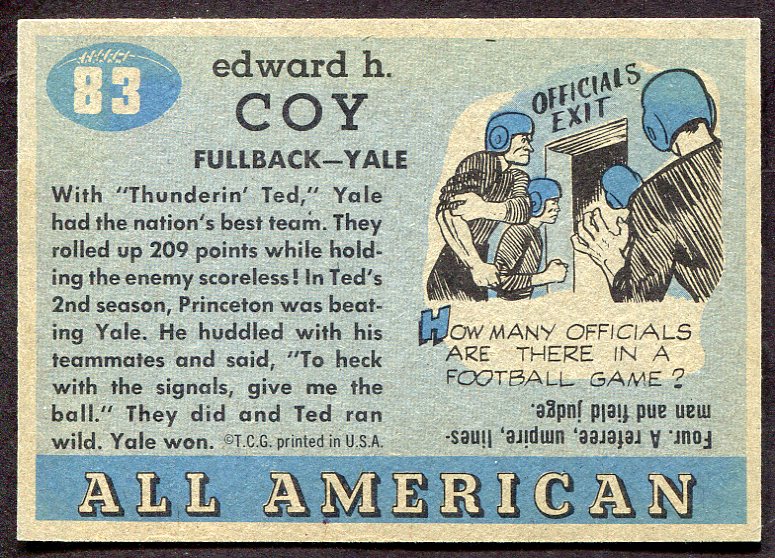 83
edward h.
COY
FULLBACK—YALE
With "Thunderin' Ted," Yale
had the nation's best team. They
rolled up 209 points while hold-
ing the enemy scoreless! In Ted's
2nd season, Princeton was beat-
ing Yale. He huddled with his
teammates and said, "To heck
with the signals, give me the
ball." They did and Ted ran
wild. Yale won. ©T.C.G. printed in U.S.A.
OFFICIALS
EXIT
HOW MANY OFFICIALS
ARE THERE IN A
FOOTBALL GAME?
Four. A referee, umpire, lines-
man and field judge.
ALL AMERICAN